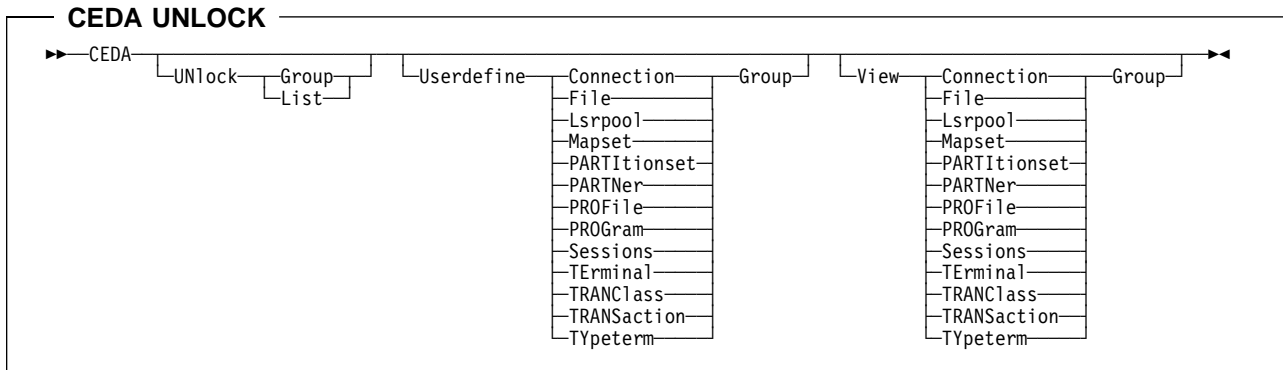 CEDA UNLOCK
CEDA
UNlock Group Userdefine Connection Group View Connection Group
List File File
Lsrpool Lsrpool
Mapset Mapset
PARTItionset PARTItionset
PARTNer PARTNer
PROFile PROFile
PROGram PROGram
Sessions Sessions
TErminal TErminal
TRANClass TRANClass
TRANSaction TRANSaction
TYpeterm TYpeterm